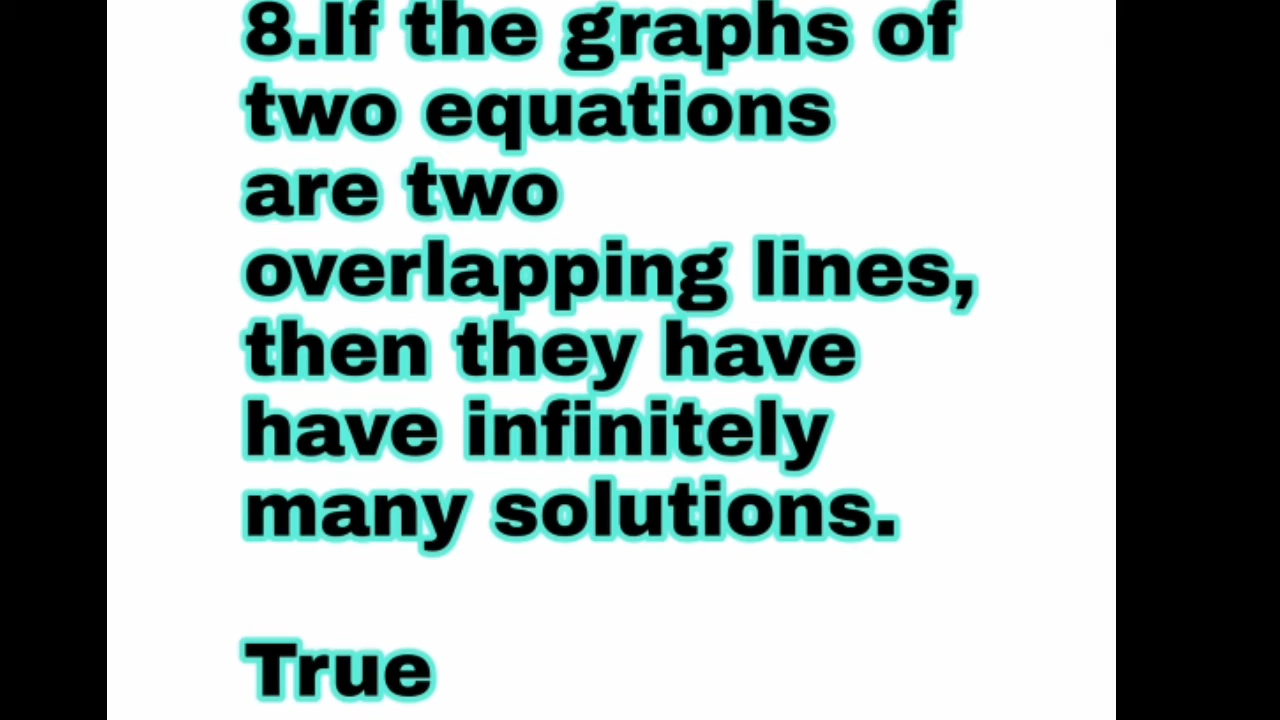 8.If the graphs of
two equations
are two
overlapping lines,
then they have
have infinitely
many solutions.
True